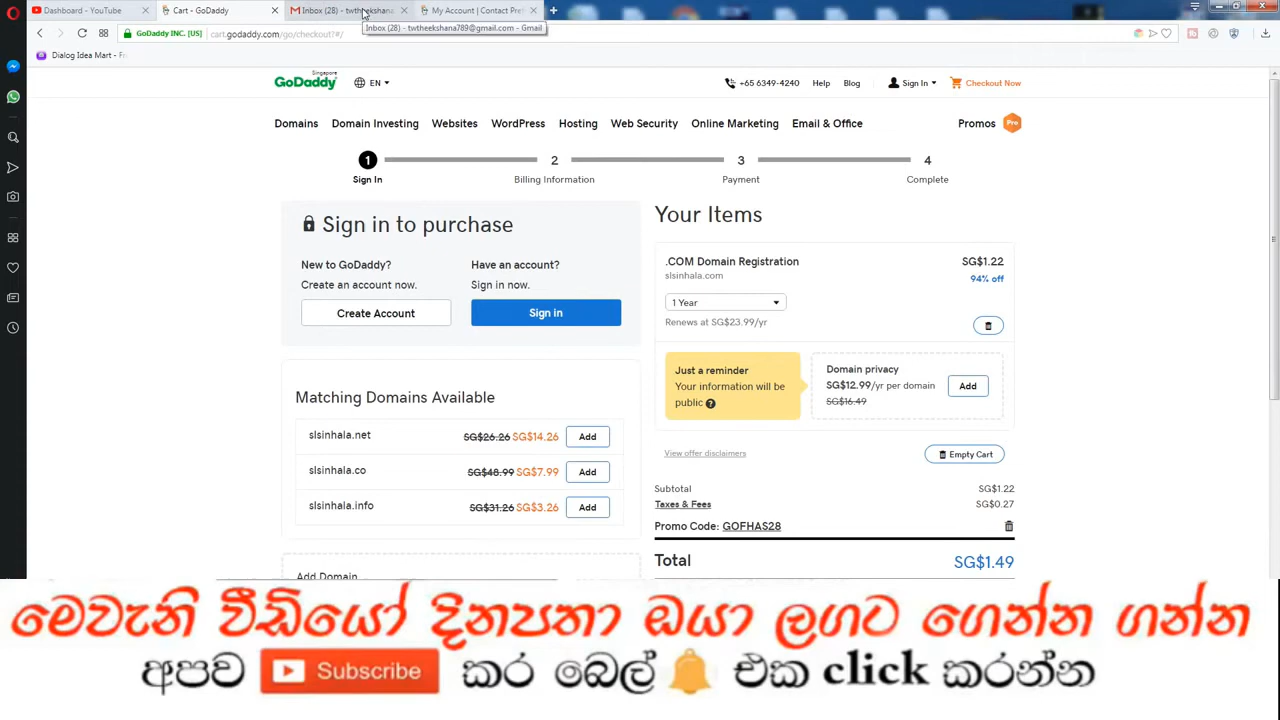 Dashboard - YouTube
Cart - GoDaddy
Inbox (28) - twtheekshana
My Account | Contact Pref
Inbox (28) - twtheekshana789@gmail.com - Gmail
GoDaddy INC. [US]
cart.godaddy.com/go/checkout?#/
Dialog Idea Mart - F
Singapore
GoDaddy
EN
+65 6349-4240
Help
Blog
Sign In
Checkout Now
Domains
Domain Investing
Websites
WordPress
Hosting
Web Security
Online Marketing
Email & Office
Promos
Pro
1
2
3
4
Sign In
Billing Information
Payment
Complete
Sign in to purchase
New to GoDaddy?
Create an account now.
Create Account
Have an account?
Sign in now.
Sign in
Matching Domains Available
slsinhala.net SG$26.26 SG$14.26 Add
slsinhala.co SG$48.99 SG$7.99 Add
slsinhala.info SG$31.26 SG$3.26 Add
Add Domain
Your Items
.COM Domain Registration SG$1.22
slsinhala.com 94% off
1 Year
Renews at SG$23.99/yr
Just a reminder
Your information will be
public ?
Domain privacy
SG$12.99/yr per domain
SG$16.49
Add
View offer disclaimers
Empty Cart
Subtotal SG$1.22
Taxes & Fees SG$0.27
Promo Code: GOFHAS28
Total SG$1.49
මෙවැනි වීඩියෝ දිනපතා ඔයා ලගට ගෙන්න ගන්න
අපව Subscribe කර බෙල් එක click කරන්න